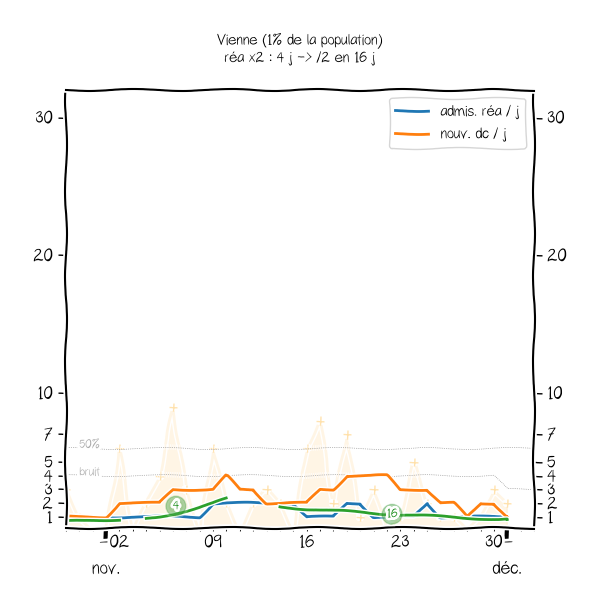 Vienne (1% de la population)
réa x2 : 4 j -> /2 en 16 j
admis. réa / j
nouv. dc / j
30 30
20 20
10 10
7 7
50%
5 5
bruit
4 4
3 3
2 2
1 1
4
16
02 09 16 23 30
nov. déc.